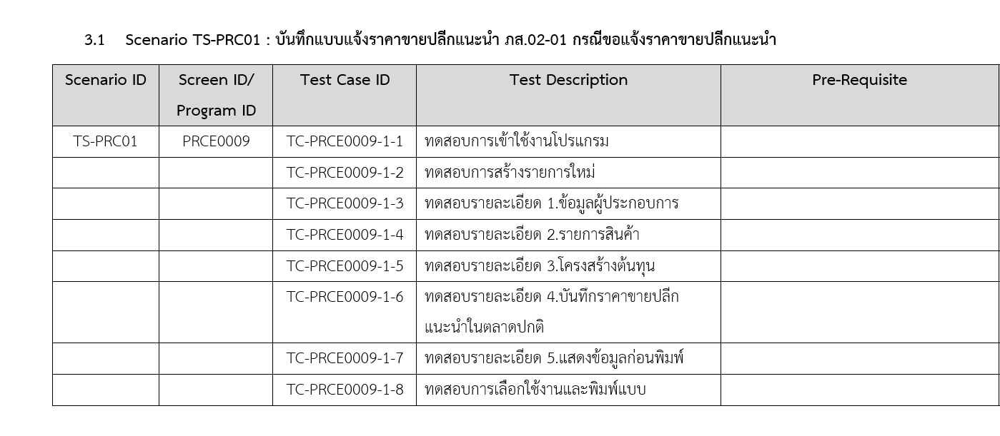 3.1 Scenario TS-PRC01 : บันทึกแบบแจ้งราคาขายปลีกแนะนำ ภส.02-01 กรณีขอแจ้งราคาขายปลีกแนะนำ
Scenario ID Screen ID/ Test Case ID Test Description Pre-Requisite
Program ID
TS-PRC01 PRCE0009 TC-PRCE0009-1-1 ทดสอบการเข้าใช้งานโปรแกรม
TC-PRCE0009-1-2 ทดสอบการสร้างรายการใหม่
TC-PRCE0009-1-3 ทดสอบรายละเอียด 1.ข้อมูลผู้ประกอบการ
TC-PRCE0009-1-4 ทดสอบรายละเอียด 2.รายการสินค้า
TC-PRCE0009-1-5 ทดสอบรายละเอียด 3.โครงสร้างต้นทุน
TC-PRCE0009-1-6 ทดสอบรายละเอียด 4.บันทึกราคาขายปลีก
แนะนำในตลาดปกติ
TC-PRCE0009-1-7 ทดสอบรายละเอียด 5.แสดงข้อมูลก่อนพิมพ์
TC-PRCE0009-1-8 ทดสอบการเลือกใช้งานและพิมพ์แบบ